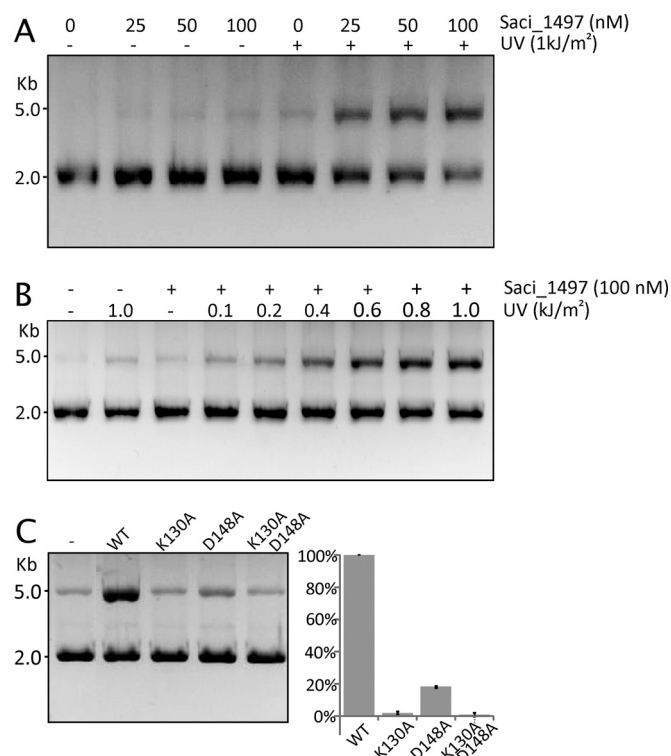 A
0 25 50 100 0 25 50 100 Saci_1497 (nM)
- - - - + + + + UV (1kJ/m²)
Kb
5.0
2.0
B
- - + + + + + + + Saci_1497 (100 nM)
- 1.0 - 0.1 0.2 0.4 0.6 0.8 1.0 UV (kJ/m²)
Kb
5.0
2.0
C
- WT K130A D148A K130A
D148A
Kb
5.0
2.0
100%
80%
60%
40%
20%
0%
WT K130A D148A K130A
D148A